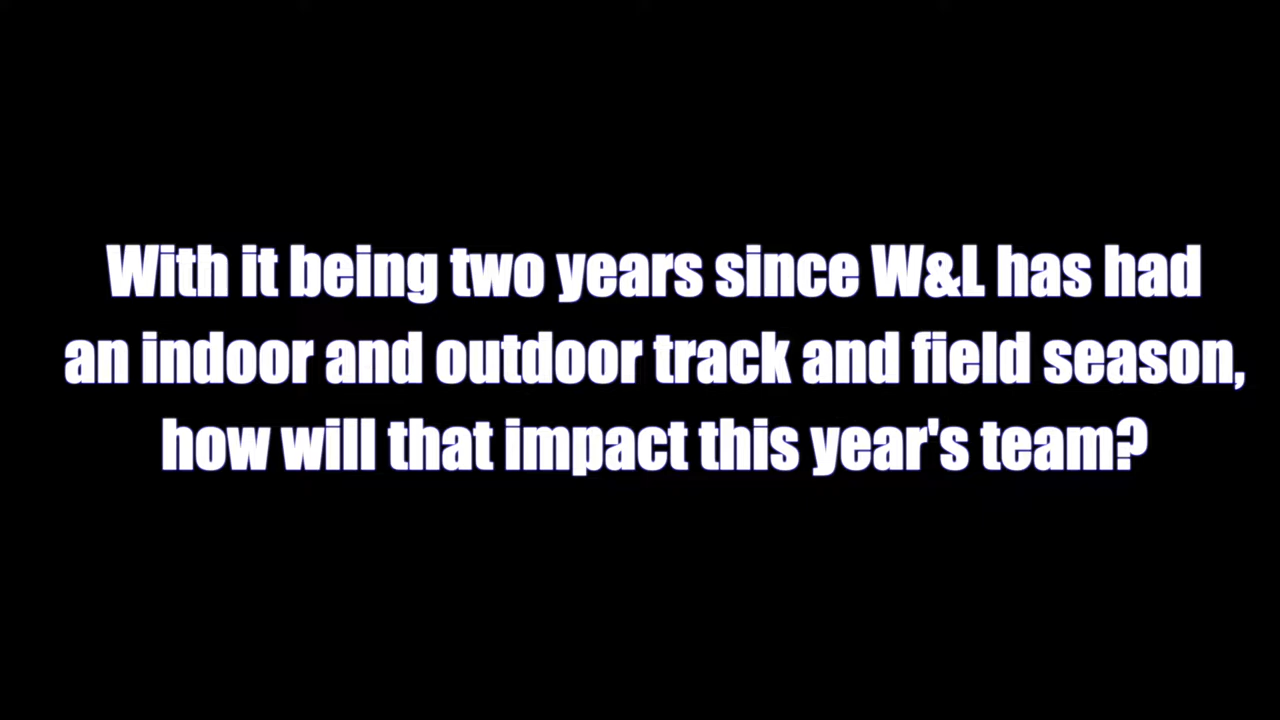 With it being two years since W&L has had
an indoor and outdoor track and field season,
how will that impact this year's team?